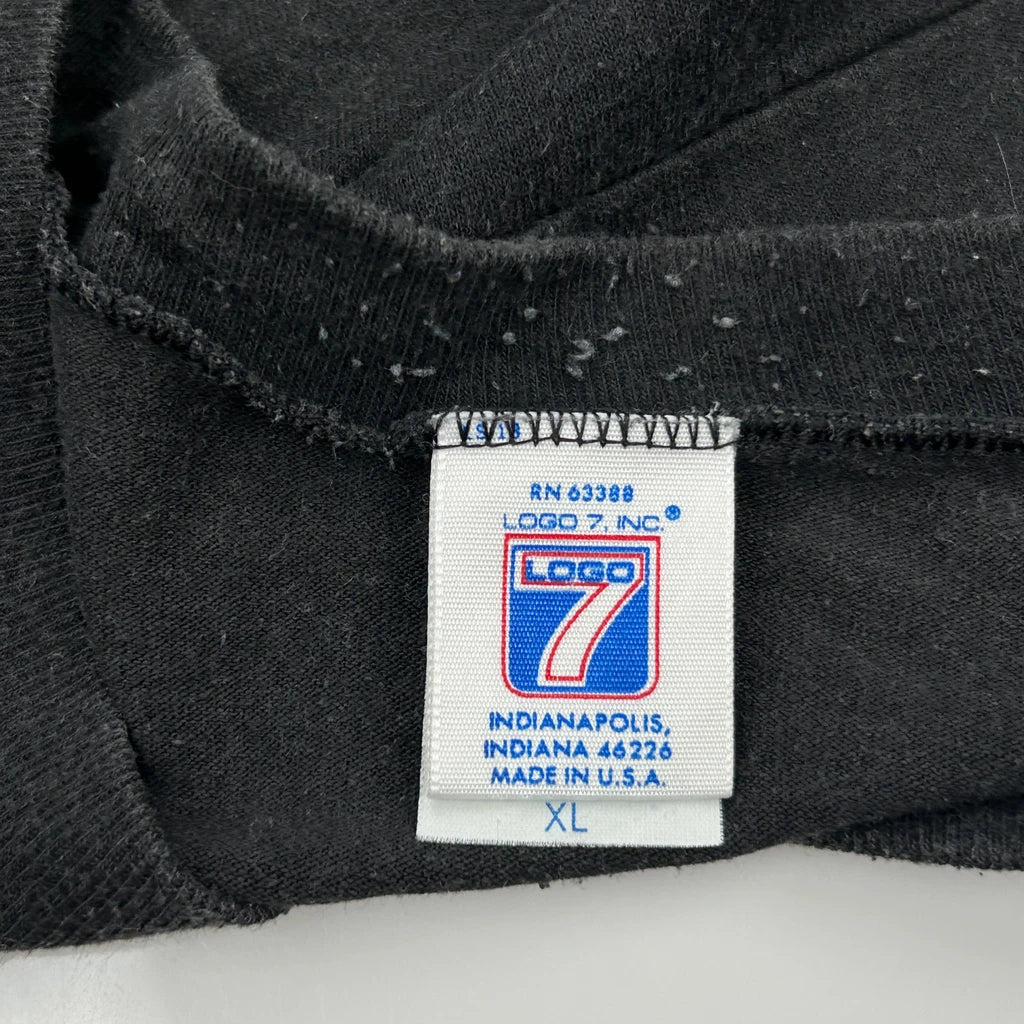 RN 63388
LOGO 7, INC.®
LOGO
7
INDIANAPOLIS,
INDIANA 46226
MADE IN U.S.A.
XL